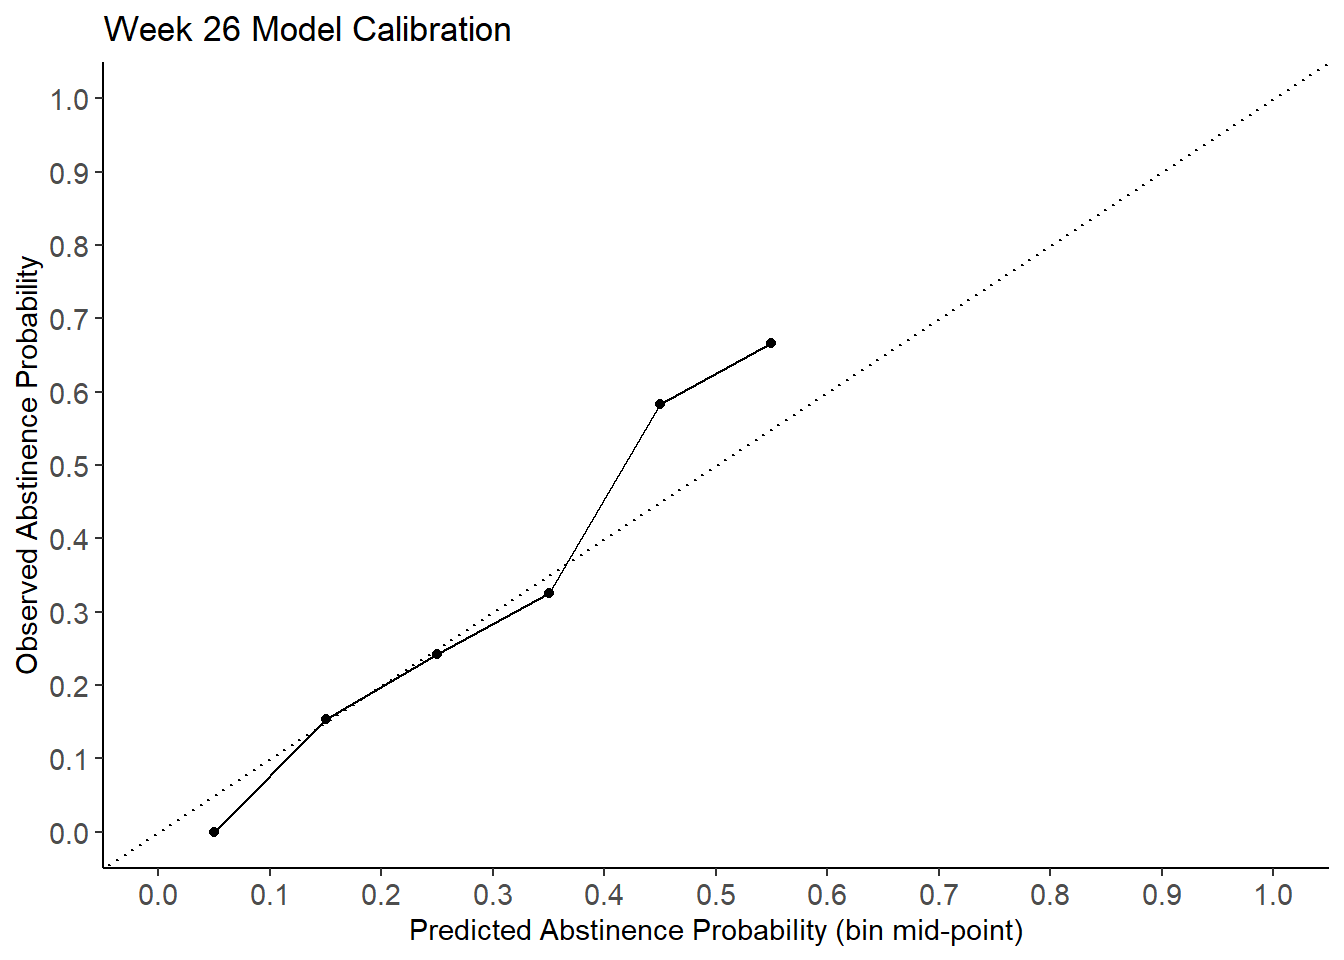 Week 26 Model Calibration
Observed Abstinence Probability
1.0
0.9
0.8
0.7
0.6
0.5
0.4
0.3
0.2
0.1
0.0
0.0 0.1 0.2 0.3 0.4 0.5 0.6 0.7 0.8 0.9 1.0
Predicted Abstinence Probability (bin mid-point)